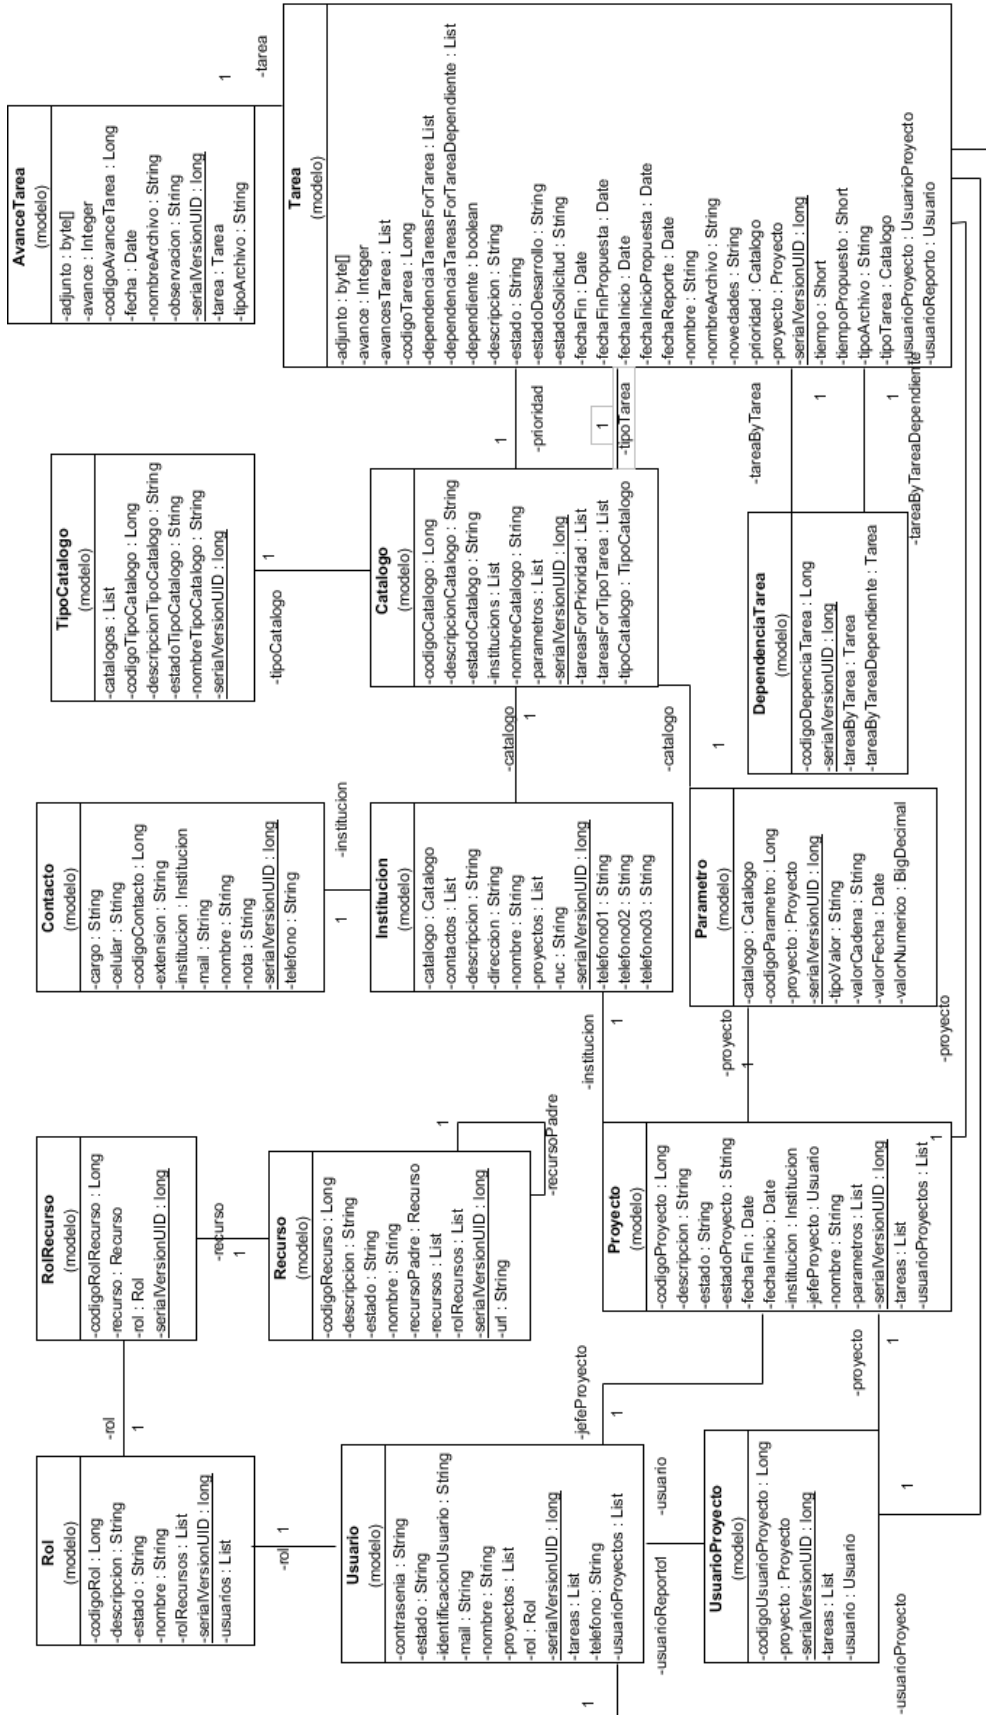 Rol
(modelo)
-codigoRol : Long
-descripcion : String
-estado : String
-nombre : String
-rolRecursos : List
-serialVersionUID : long
-usuarios : List
-rol
1
RolRecurso
(modelo)
-codigoRolRecurso : Long
-recurso : Recurso
-rol : Rol
-serialVersionUID : long
-recurso
1
Contacto
(modelo)
-cargo : String
-celular : String
-codigoContacto : Long
-extension : String
-institucion : Institucion
-mail : String
-nombre : String
-nota : String
-serialVersionUID : long
-telefono : String
1
-institucion
TipoCatalogo
(modelo)
-catalogos : List
-codigoTipoCatalogo : Long
-descripcionTipoCatalogo : String
-estadoTipoCatalogo : String
-nombreTipoCatalogo : String
-serialVersionUID : long
-tipoCatalogo
1
AvanceTarea
(modelo)
-adjunto : byte[]
-avance : Integer
-codigoAvanceTarea : Long
-fecha : Date
-nombreArchivo : String
-observacion : String
-serialVersionUID : long
-tarea : Tarea
-tipoArchivo : String
1
-tarea
-rol
1
Usuario
(modelo)
-contrasenia : String
-estado : String
-identificacionUsuario : String
-mail : String
-nombre : String
-proyectos : List
-rol : Rol
-serialVersionUID : long
-tareas : List
-telefono : String
-usuarioProyectos : List
1
-jefeProyecto
1
-usuarioReporto1
-usuario
Recurso
(modelo)
-codigoRecurso : Long
-descripcion : String
-estado : String
-nombre : String
-recursoPadre : Recurso
-recursos : List
-rolRecursos : List
-serialVersionUID : long
-url : String
1
-recursoPadre
Institucion
(modelo)
-catalogo : Catalogo
-contactos : List
-descripcion : String
-direccion : String
-nombre : String
-proyectos : List
-ruc : String
-serialVersionUID : long
-telefono01 : String
-telefono02 : String
-telefono03 : String
-institucion
1
-catalogo
1
Catalogo
(modelo)
-codigoCatalogo : Long
-descripcionCatalogo : String
-estadoCatalogo : String
-institucions : List
-nombreCatalogo : String
-parametros : List
-serialVersionUID : long
-tareasForPrioridad : List
-tareasForTipoTarea : List
-tipoCatalogo : TipoCatalogo
-catalogo
1
1
-prioridad
1
-tipoTarea
Tarea
(modelo)
-adjunto : byte[]
-avance : Integer
-avancesTarea : List
-codigoTarea : Long
-dependenciaTareasForTarea : List
-dependenciaTareasForTareaDependiente : List
-dependiente : boolean
-descripcion : String
-estado : String
-estadoDesarrollo : String
-estadoSolicitud : String
-fechaFin : Date
-fechaFinPropuesta : Date
-fechaInicio : Date
-fechaInicioPropuesta : Date
-fechaReporte : Date
-nombre : String
-nombreArchivo : String
-novedades : String
-prioridad : Catalogo
-proyecto : Proyecto
-serialVersionUID : long
-tiempo : Short
-tiempoPropuesto : Short
-tipoArchivo : String
-tipoTarea : Catalogo
-usuarioProyecto : UsuarioProyecto
-usuarioReporto : Usuario
UsuarioProyecto
(modelo)
-codigoUsuarioProyecto : Long
-proyecto : Proyecto
-serialVersionUID : long
-tareas : List
-usuario : Usuario
-usuarioProyecto
1
-proyecto
1
Proyecto
(modelo)
-codigoProyecto : Long
-descripcion : String
-estado : String
-estadoProyecto : String
-fechaFin : Date
-fechaInicio : Date
-institucion : Institucion
-jefeProyecto : Usuario
-nombre : String
-parametros : List
-serialVersionUID : long
-tareas : List
-usuarioProyectos : List
1
-proyecto
1
-proyecto
Parametro
(modelo)
-catalogo : Catalogo
-codigoParametro : Long
-proyecto : Proyecto
-serialVersionUID : long
-tipoValor : String
-valorCadena : String
-valorFecha : Date
-valorNumerico : BigDecimal
DependenciaTarea
(modelo)
-codigoDepenciaTarea : Long
-serialVersionUID : long
-tareaByTarea : Tarea
-tareaByTareaDependiente : Tarea
-tareaByTarea
1
1
-tareaByTareaDependiente